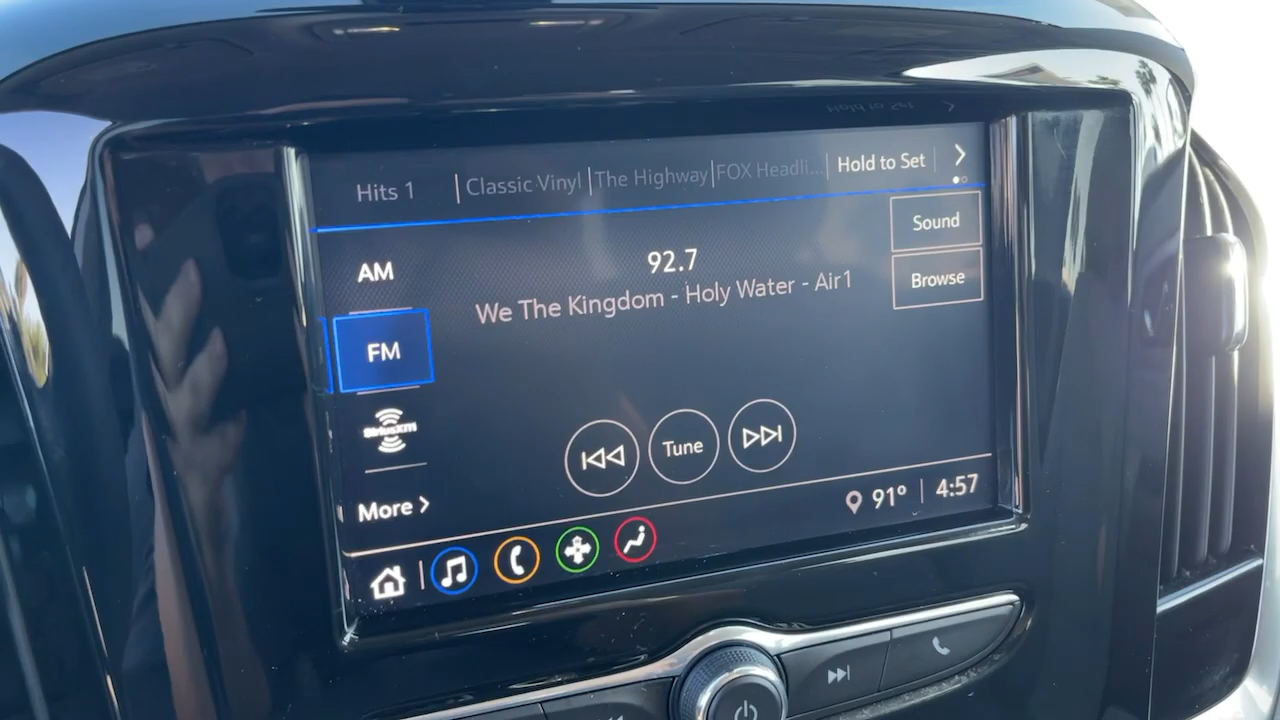 Hits 1 Classic Vinyl The Highway FOX Headli... Hold to Set
Sound
AM
92.7
We The Kingdom - Holy Water - Air1
Browse
FM
SiriusXM
Tune
More
91° 4:57